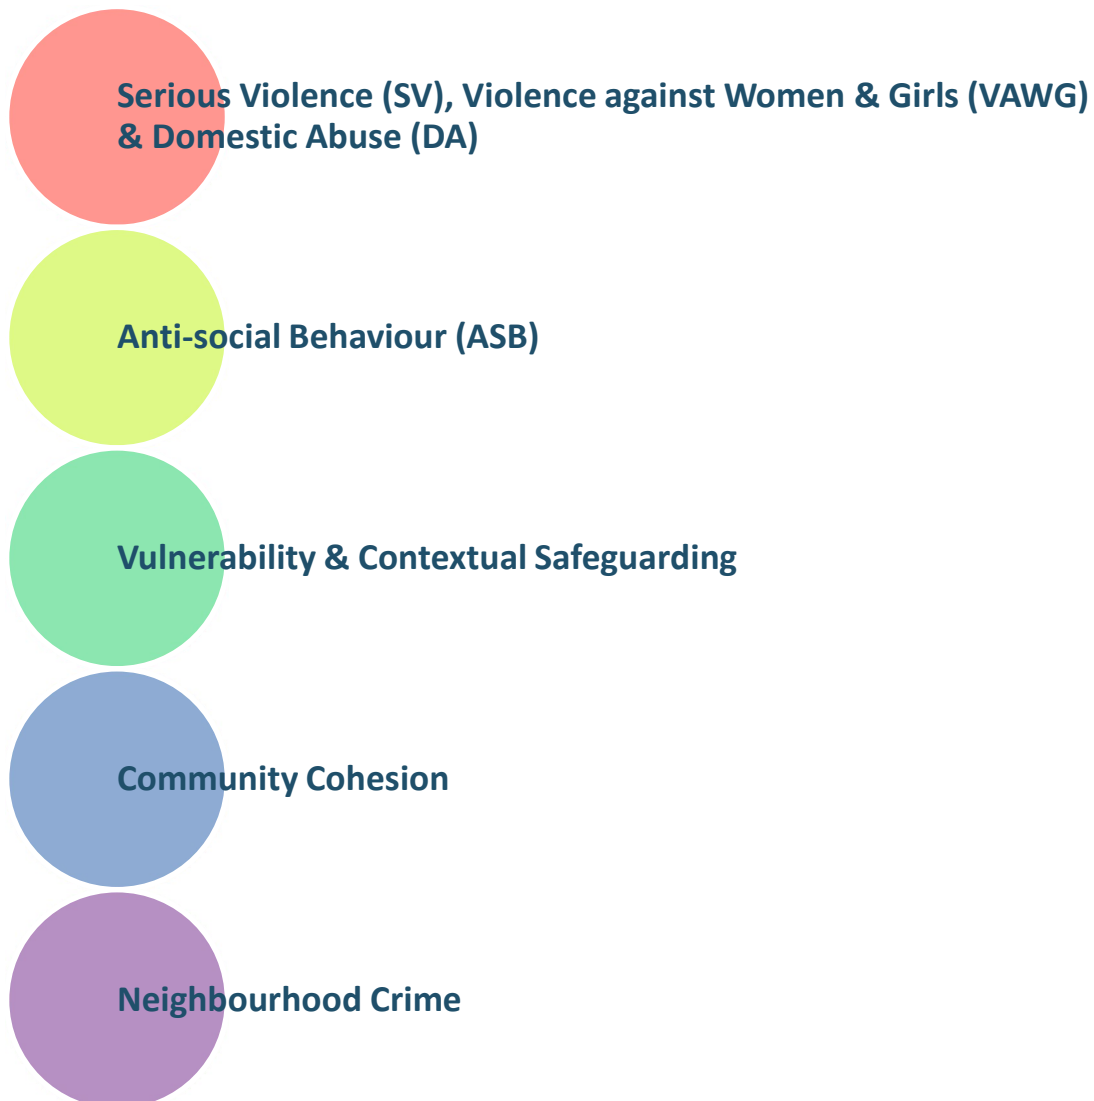 Serious Violence (SV), Violence against Women & Girls (VAWG)
& Domestic Abuse (DA)
Anti-social Behaviour (ASB)
Vulnerability & Contextual Safeguarding
Community Cohesion
Neighbourhood Crime